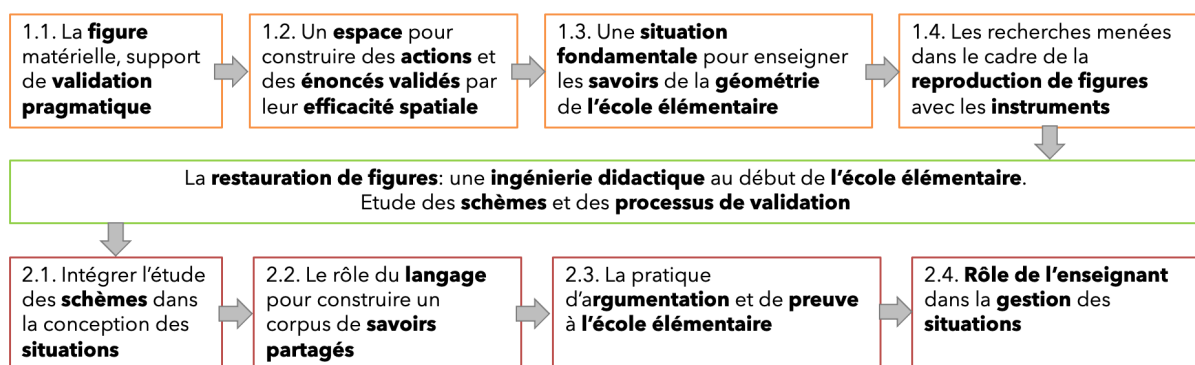 1.1. La figure
matérielle, support
de validation
pragmatique
1.2. Un espace pour
construire des actions et
des énoncés validés par
leur efficacité spatiale
1.3. Une situation
fondamentale pour enseigner
les savoirs de la géométrie
de l'école élémentaire
1.4. Les recherches menées
dans le cadre de la
reproduction de figures
avec les instruments
La restauration de figures: une ingénierie didactique au début de l'école élémentaire.
Etude des schèmes et des processus de validation
2.1. Intégrer l'étude
des schèmes dans
la conception des
situations
2.2. Le rôle du langage
pour construire un
corpus de savoirs
partagés
2.3. La pratique
d'argumentation et de preuve
à l'école élémentaire
2.4. Rôle de l'enseignant
dans la gestion des
situations